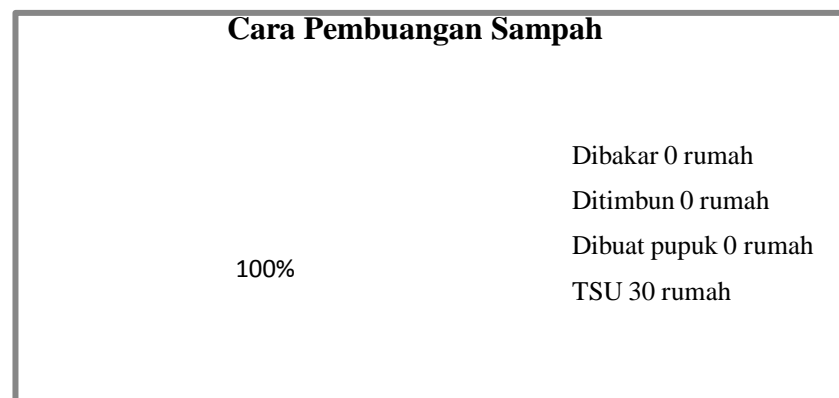 Cara Pembuangan Sampah
Dibakar 0 rumah
Ditimbun 0 rumah
Dibuat pupuk 0 rumah
100%
TSU 30 rumah